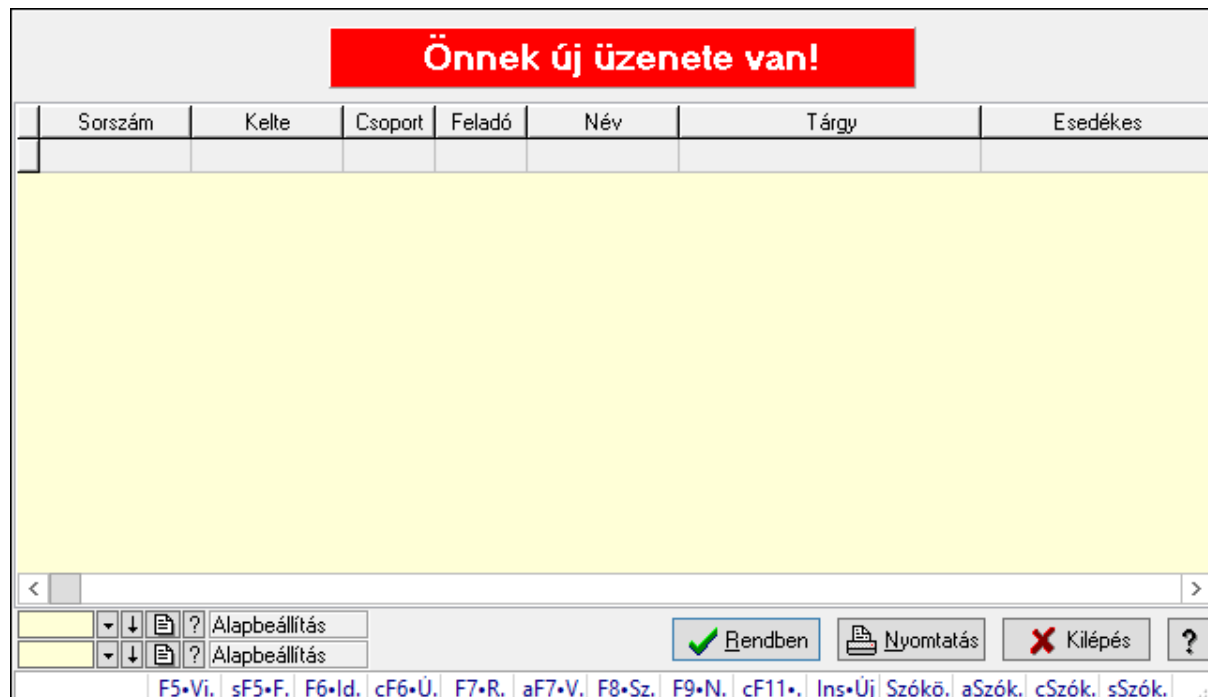 Önnek új üzenete van!
Sorszám Kelte Csoport Feladó Név Tárgy Esedékes
? Alapbeállítás
? Alapbeállítás
Rendben Nyomtatás Kilépés ?
F5•Vi. sF5•F. F6•Id. cF6•Ú. F7•R. aF7•V. F8•Sz. F9•N. cF11•. Ins•Új Szókö. aSzók. cSzók. sSzók.